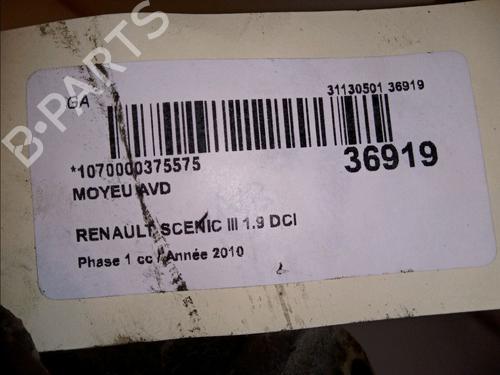 B-PARTS
GA
31130501 36919
*1070000375575
36919
MOYEU AVD
RENAULT SCENIC III 1.9 DCI
Phase 1 cc / Année 2010